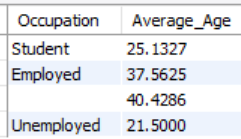 Occupation Average_Age
Student 25.1327
Employed 37.5625
40.4286
Unemployed 21.5000